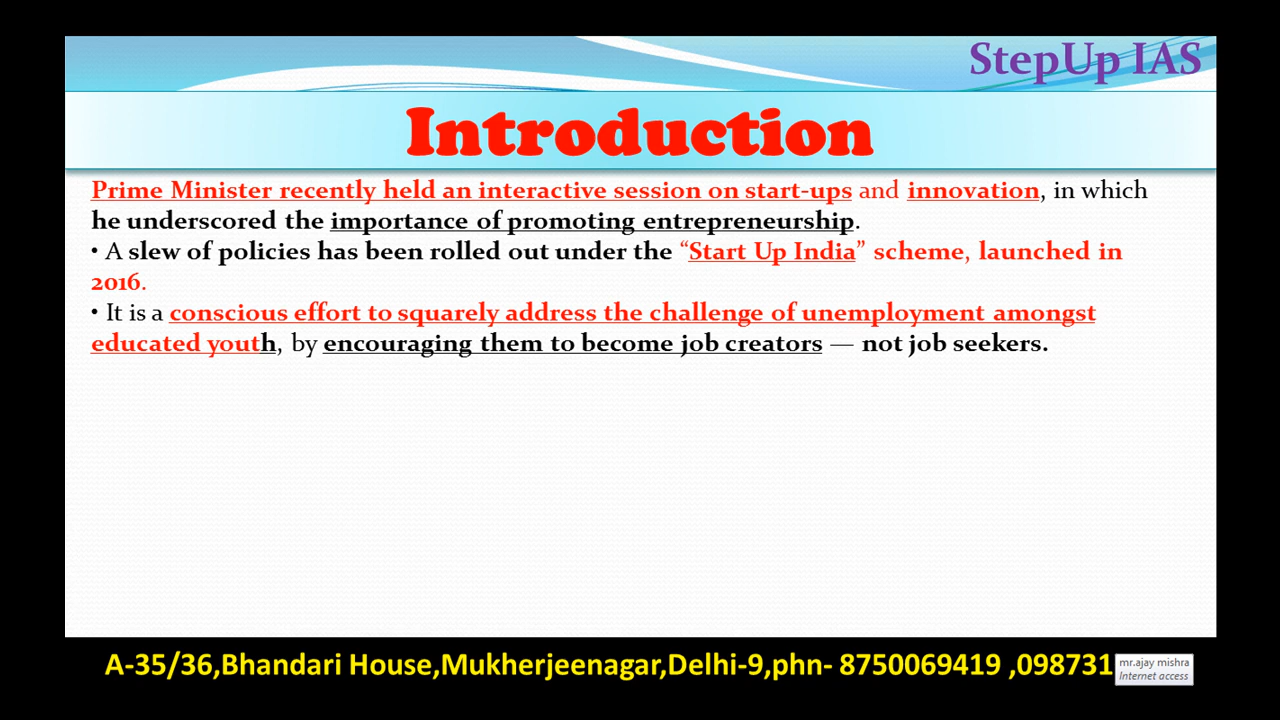 StepUp IAS
Introduction
Prime Minister recently held an interactive session on start-ups and innovation, in which
he underscored the importance of promoting entrepreneurship.
• A slew of policies has been rolled out under the “Start Up India” scheme, launched in
2016.
• It is a conscious effort to squarely address the challenge of unemployment amongst
educated youth, by encouraging them to become job creators — not job seekers.
A-35/36,Bhandari House,Mukherjeenagar,Delhi-9,phn- 8750069419 ,098731
mr.ajay mishra
Internet access